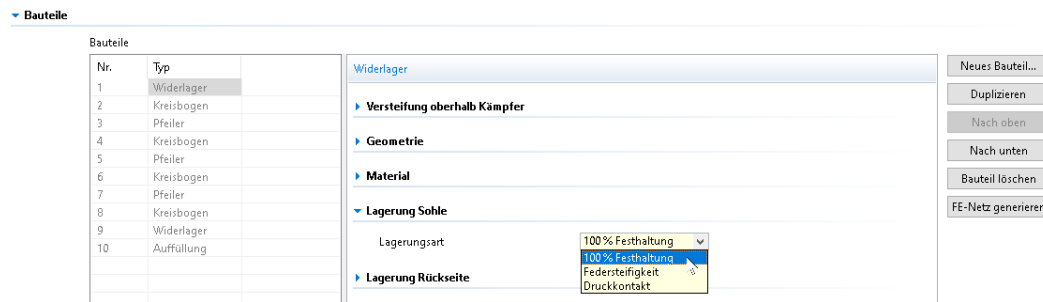 Bauteile
Bauteile
Nr. Typ
1 Widerlager
2 Kreisbogen
3 Pfeiler
4 Kreisbogen
5 Pfeiler
6 Kreisbogen
7 Pfeiler
8 Kreisbogen
9 Widerlager
10 Auffüllung
Widerlager
Versteifung oberhalb Kämpfer
Geometrie
Material
Lagerung Sohle
Lagerungsart 100 % Festhaltung
100 % Festhaltung
Federsteifigkeit
Druckkontakt
Lagerung Rückseite
Neues Bauteil...
Duplizieren
Nach oben
Nach unten
Bauteil löschen
FE-Netz generieren